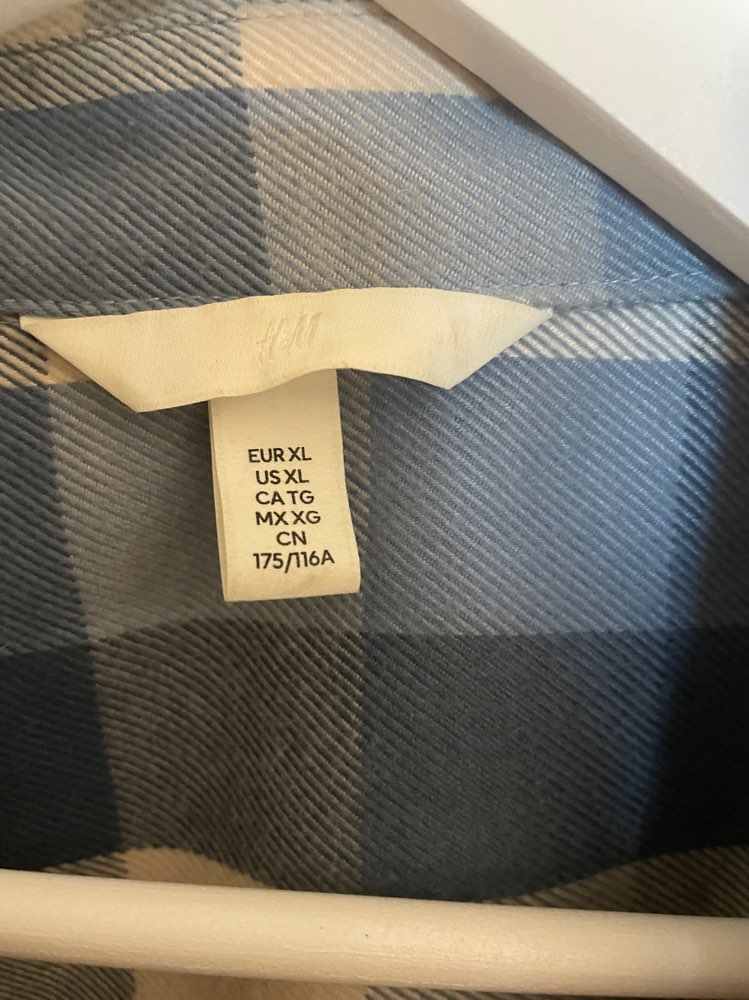 H&M
EUR XL
US XL
CA TG
MX XG
CN
175/116A